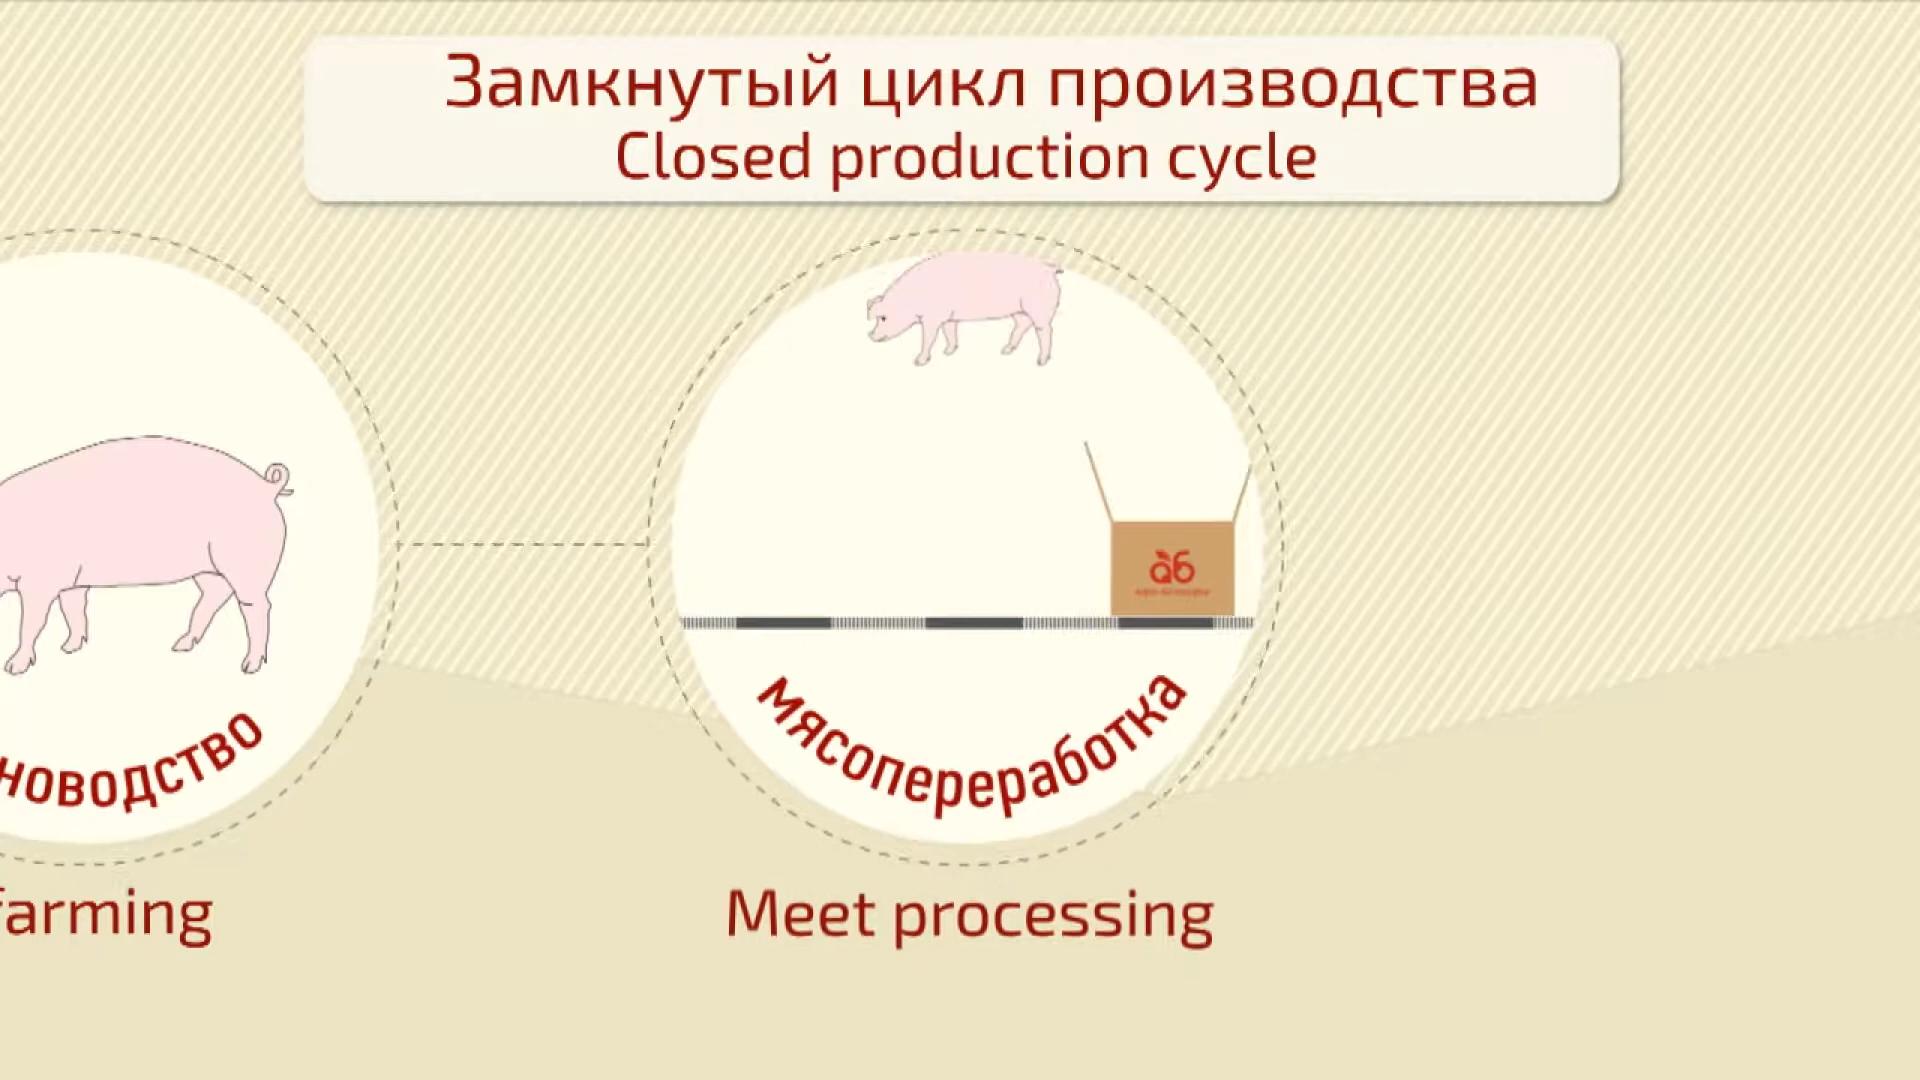 Замкнутый цикл производства
Closed production cycle
аб
новодство
мясопереработка
farming
Meet processing